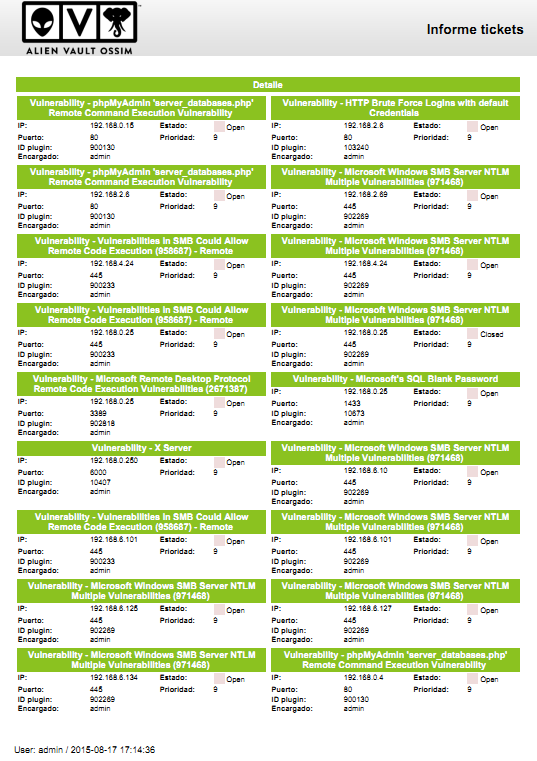 OV
ALIEN VAULT OSSIM
Informe tickets
Detalle
Vulnerability - phpMyAdmin 'server_databases.php'
Remote Command Execution Vulnerability
IP: 192.168.0.15 Estado: Open
Puerto: 80 Prioridad: 9
ID plugin: 900130
Encargado: admin
Vulnerability - HTTP Brute Force Logins with default
Credentials
IP: 192.168.2.6 Estado: Open
Puerto: 80 Prioridad: 9
ID plugin: 103240
Encargado: admin
Vulnerability - phpMyAdmin 'server_databases.php'
Remote Command Execution Vulnerability
IP: 192.168.2.6 Estado: Open
Puerto: 80 Prioridad: 9
ID plugin: 900130
Encargado: admin
Vulnerability - Microsoft Windows SMB Server NTLM
Multiple Vulnerabilities (971468)
IP: 192.168.2.69 Estado: Open
Puerto: 445 Prioridad: 9
ID plugin: 902269
Encargado: admin
Vulnerability - Vulnerabilities in SMB Could Allow
Remote Code Execution (958687) - Remote
IP: 192.168.4.24 Estado: Open
Puerto: 445 Prioridad: 9
ID plugin: 900233
Encargado: admin
Vulnerability - Microsoft Windows SMB Server NTLM
Multiple Vulnerabilities (971468)
IP: 192.168.4.24 Estado: Open
Puerto: 445 Prioridad: 9
ID plugin: 902269
Encargado: admin
Vulnerability - Vulnerabilities in SMB Could Allow
Remote Code Execution (958687) - Remote
IP: 192.168.0.25 Estado: Open
Puerto: 445 Prioridad: 9
ID plugin: 900233
Encargado: admin
Vulnerability - Microsoft Windows SMB Server NTLM
Multiple Vulnerabilities (971468)
IP: 192.168.0.25 Estado: Closed
Puerto: 445 Prioridad: 9
ID plugin: 902269
Encargado: admin
Vulnerability - Microsoft Remote Desktop Protocol
Remote Code Execution Vulnerabilities (2671387)
IP: 192.168.0.25 Estado: Open
Puerto: 3389 Prioridad: 9
ID plugin: 902818
Encargado: admin
Vulnerability - Microsoft's SQL Blank Password
IP: 192.168.0.25 Estado: Open
Puerto: 1433 Prioridad: 9
ID plugin: 10673
Encargado: admin
Vulnerability - X Server
IP: 192.168.0.250 Estado: Open
Puerto: 6000 Prioridad: 9
ID plugin: 10407
Encargado: admin
Vulnerability - Microsoft Windows SMB Server NTLM
Multiple Vulnerabilities (971468)
IP: 192.168.6.10 Estado: Open
Puerto: 445 Prioridad: 9
ID plugin: 902269
Encargado: admin
Vulnerability - Vulnerabilities in SMB Could Allow
Remote Code Execution (958687) - Remote
IP: 192.168.6.101 Estado: Open
Puerto: 445 Prioridad: 9
ID plugin: 900233
Encargado: admin
Vulnerability - Microsoft Windows SMB Server NTLM
Multiple Vulnerabilities (971468)
IP: 192.168.6.101 Estado: Open
Puerto: 445 Prioridad: 9
ID plugin: 902269
Encargado: admin
Vulnerability - Microsoft Windows SMB Server NTLM
Multiple Vulnerabilities (971468)
IP: 192.168.6.125 Estado: Open
Puerto: 445 Prioridad: 9
ID plugin: 902269
Encargado: admin
Vulnerability - Microsoft Windows SMB Server NTLM
Multiple Vulnerabilities (971468)
IP: 192.168.6.127 Estado: Open
Puerto: 445 Prioridad: 9
ID plugin: 902269
Encargado: admin
Vulnerability - Microsoft Windows SMB Server NTLM
Multiple Vulnerabilities (971468)
IP: 192.168.6.134 Estado: Open
Puerto: 445 Prioridad: 9
ID plugin: 902269
Encargado: admin
Vulnerability - phpMyAdmin 'server_databases.php'
Remote Command Execution Vulnerability
IP: 192.168.0.4 Estado: Open
Puerto: 80 Prioridad: 9
ID plugin: 900130
Encargado: admin
User: admin / 2015-08-17 17:14:36